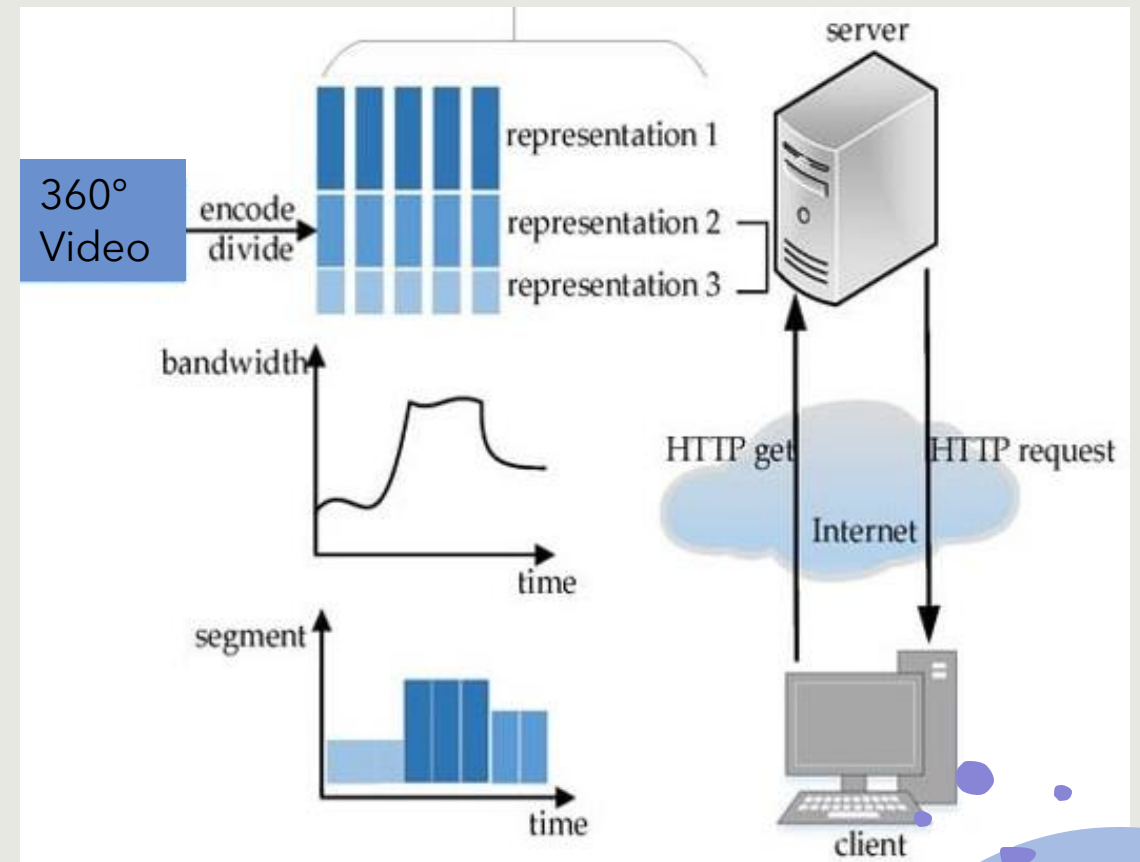 server
representation 1
360°
Video
encode
divide
representation 2
representation 3
bandwidth
time
HTTP get
HTTP request
Internet
segment
time
client